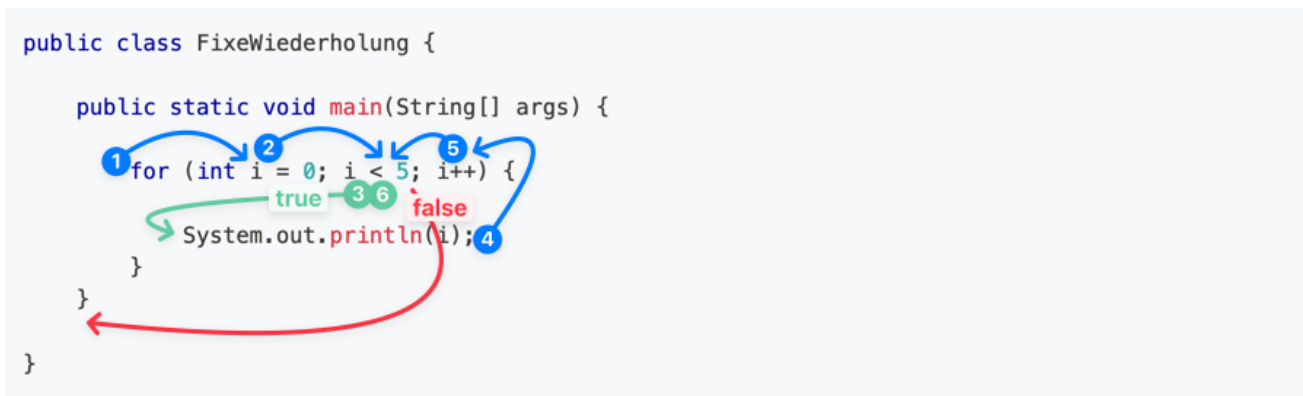 public class FixeWiederholung {
public static void main(String[] args) {
1 2 5
for (int i = 0; i < 5; i++) {
true 3 6 false
System.out.println(i); 4
}
}
}